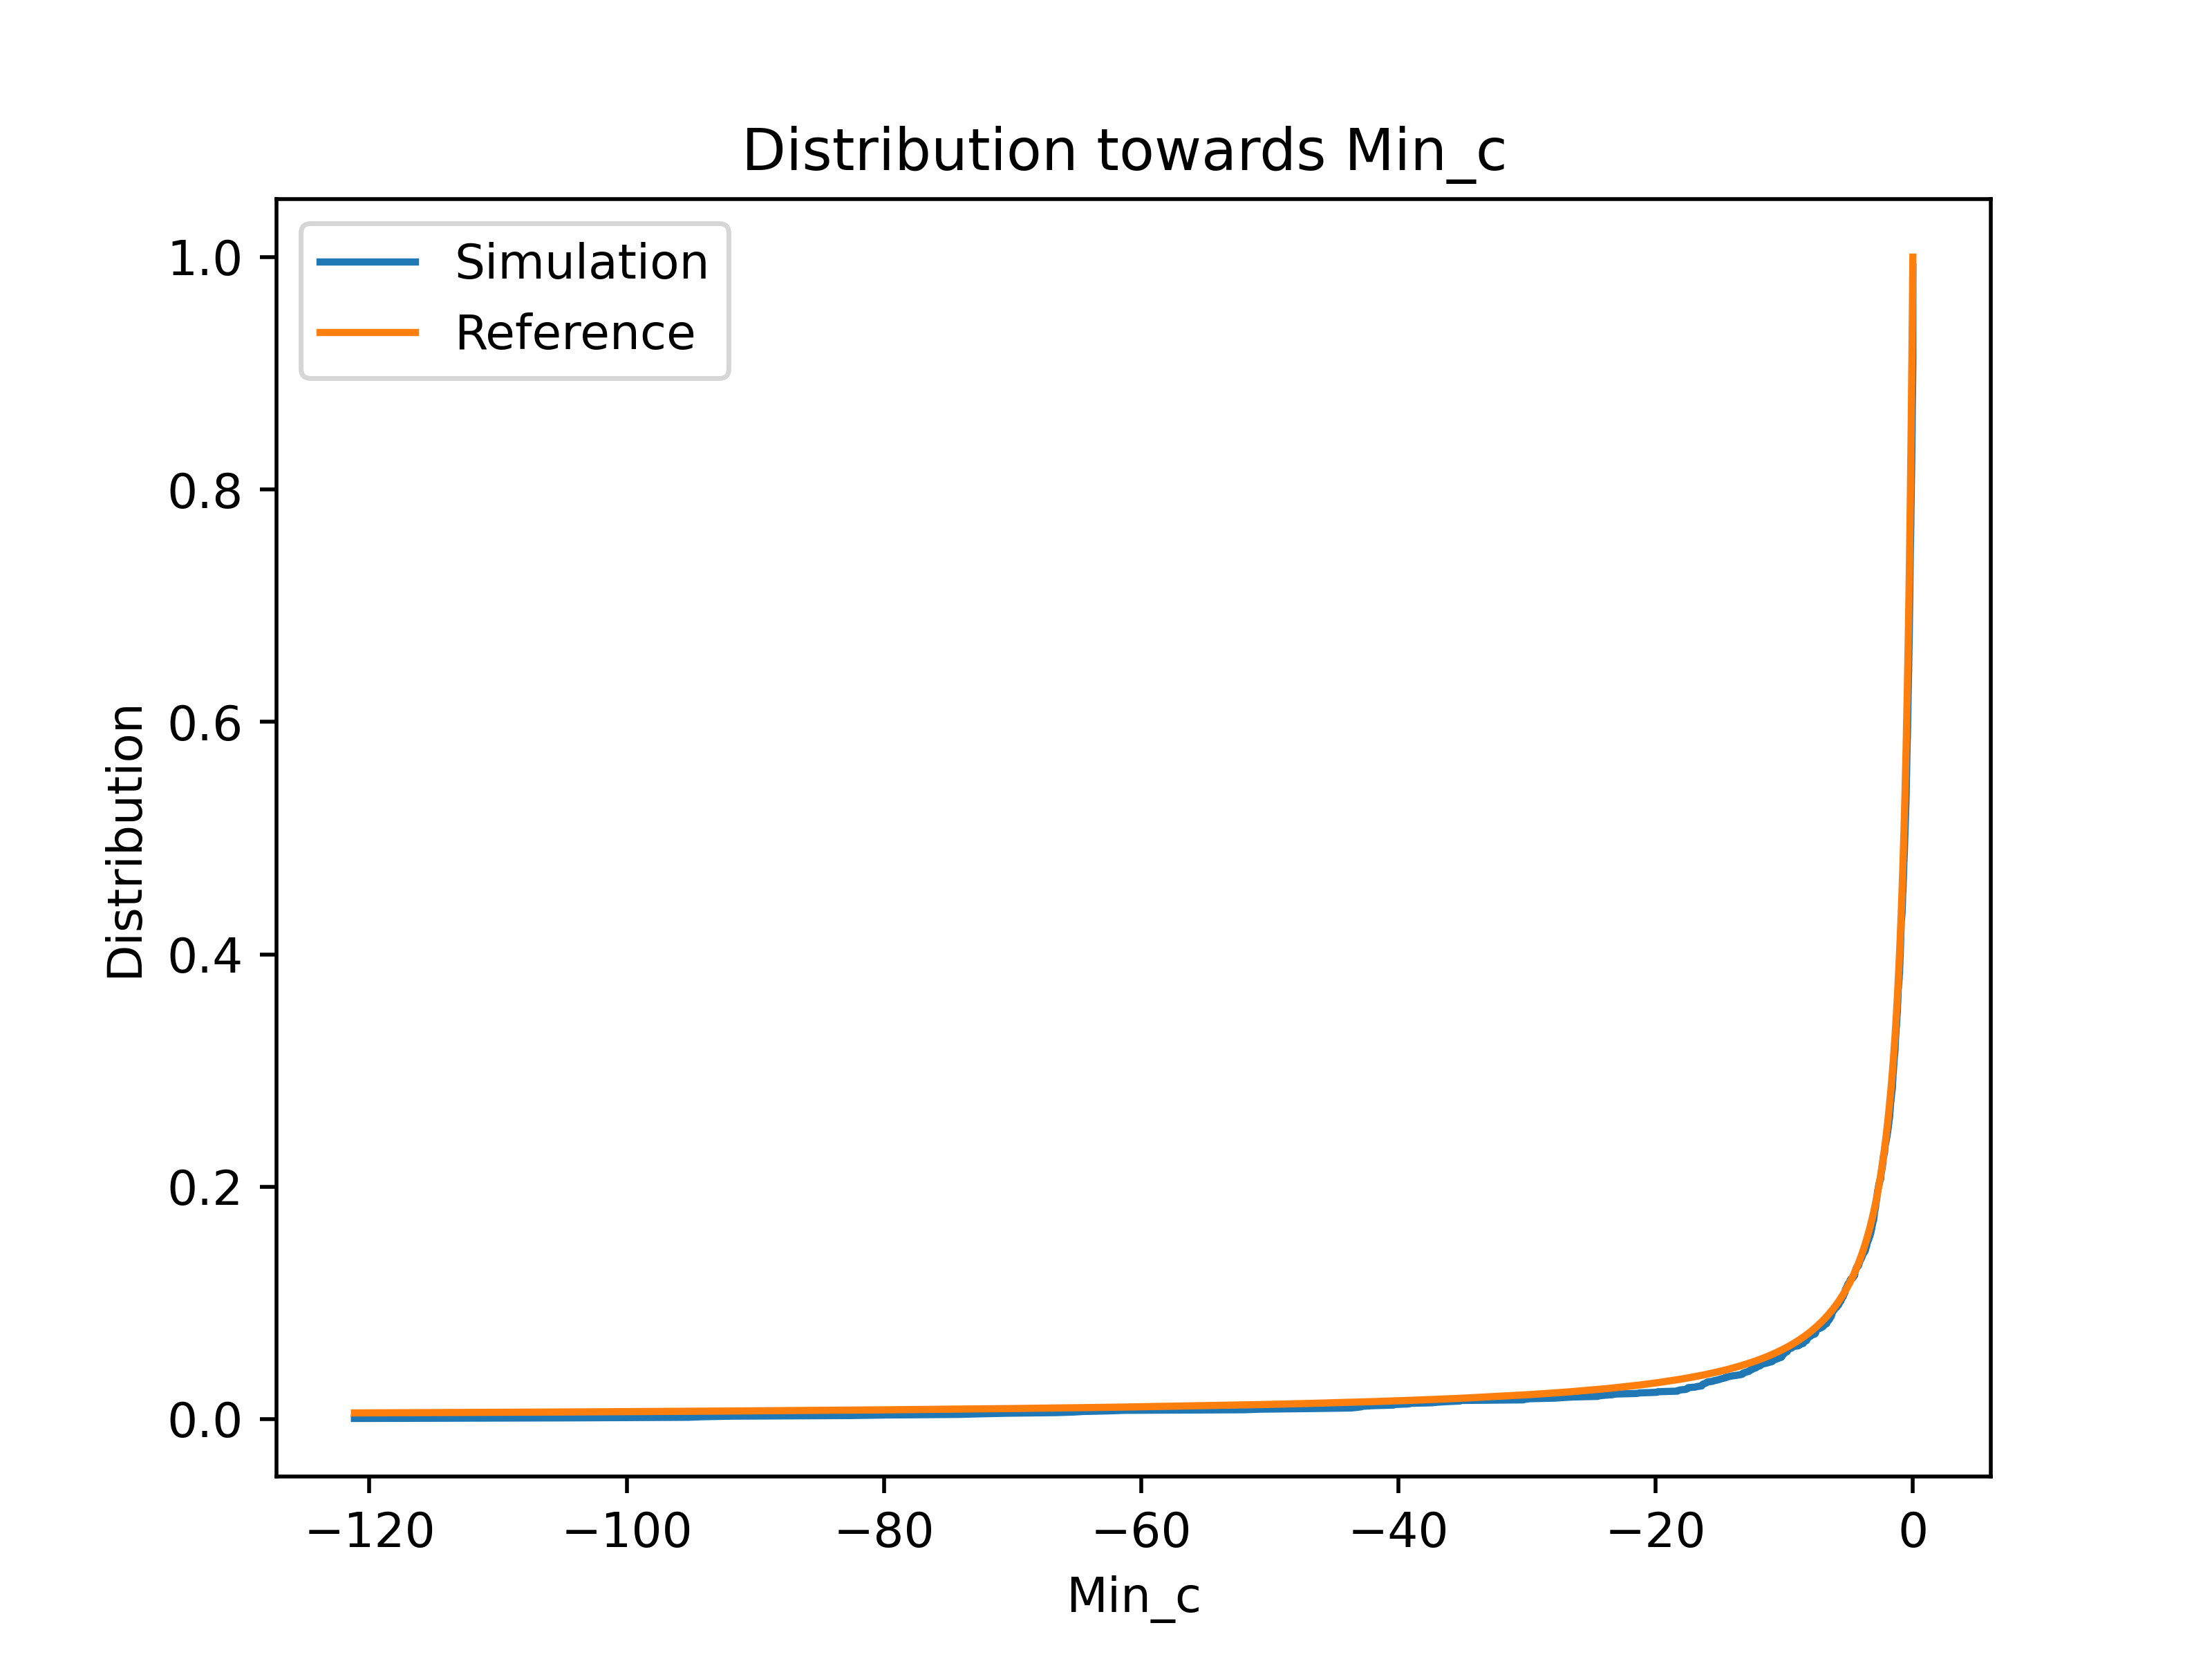 Distribution towards Min_c
Simulation
Reference
1.0
0.8
0.6
0.4
0.2
0.0
Distribution
−120 −100 −80 −60 −40 −20 0
Min_c